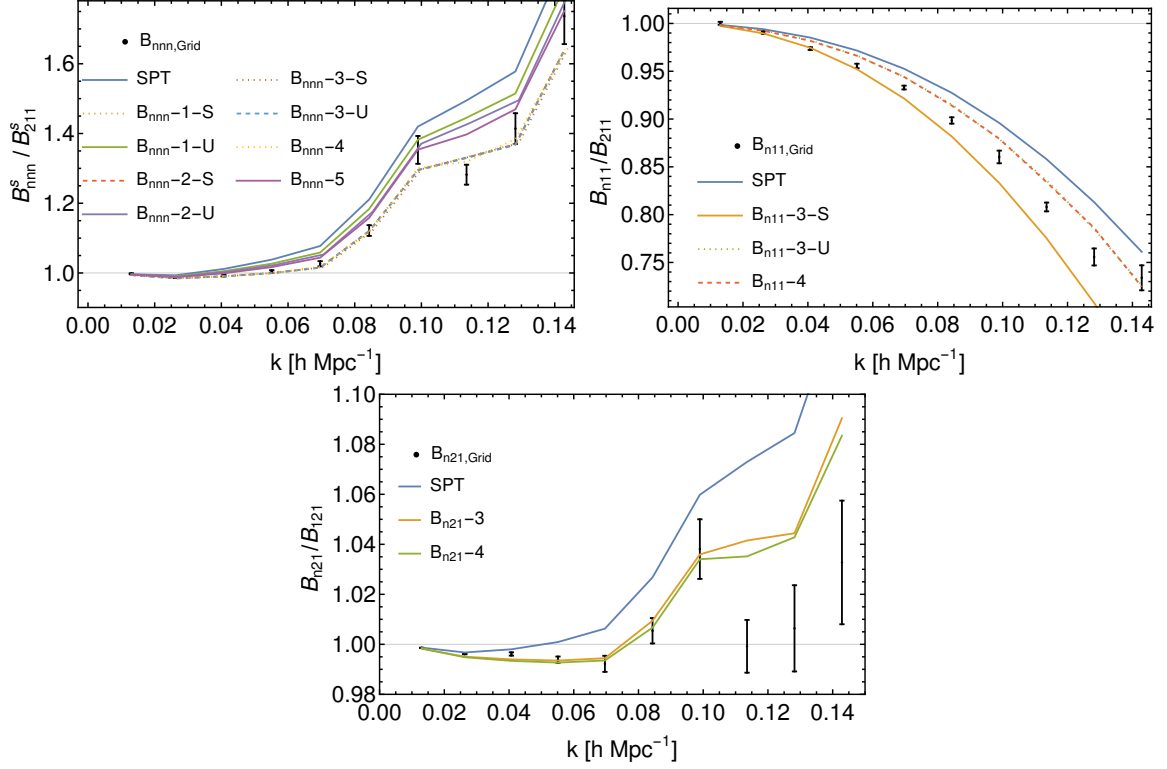 B^s_nnn / B^s_211
1.6
1.4
1.2
1.0
B_nnn,Grid
SPT
B_nnn-1-S
B_nnn-1-U
B_nnn-2-S
B_nnn-2-U
B_nnn-3-S
B_nnn-3-U
B_nnn-4
B_nnn-5
0.00 0.02 0.04 0.06 0.08 0.10 0.12 0.14
k [h Mpc⁻¹]
B_n11/B_211
1.00
0.95
0.90
0.85
0.80
0.75
B_n11,Grid
SPT
B_n11-3-S
B_n11-3-U
B_n11-4
0.00 0.02 0.04 0.06 0.08 0.10 0.12 0.14
k [h Mpc⁻¹]
B_n21/B_121
1.10
1.08
1.06
1.04
1.02
1.00
0.98
B_n21,Grid
SPT
B_n21-3
B_n21-4
0.00 0.02 0.04 0.06 0.08 0.10 0.12 0.14
k [h Mpc⁻¹]